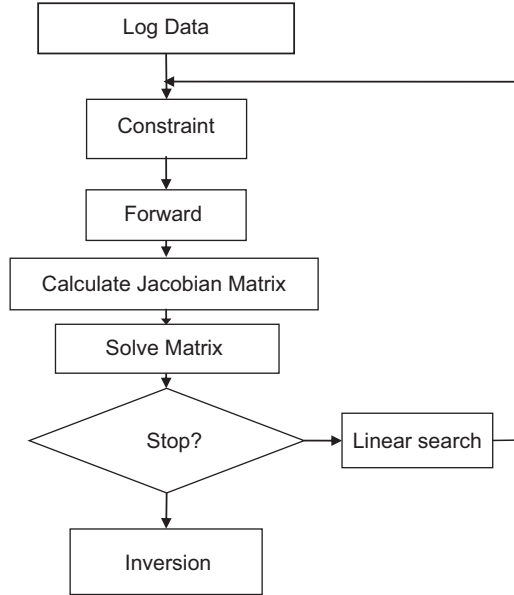 Log Data
Constraint
Forward
Calculate Jacobian Matrix
Solve Matrix
Stop?
Linear search
Inversion